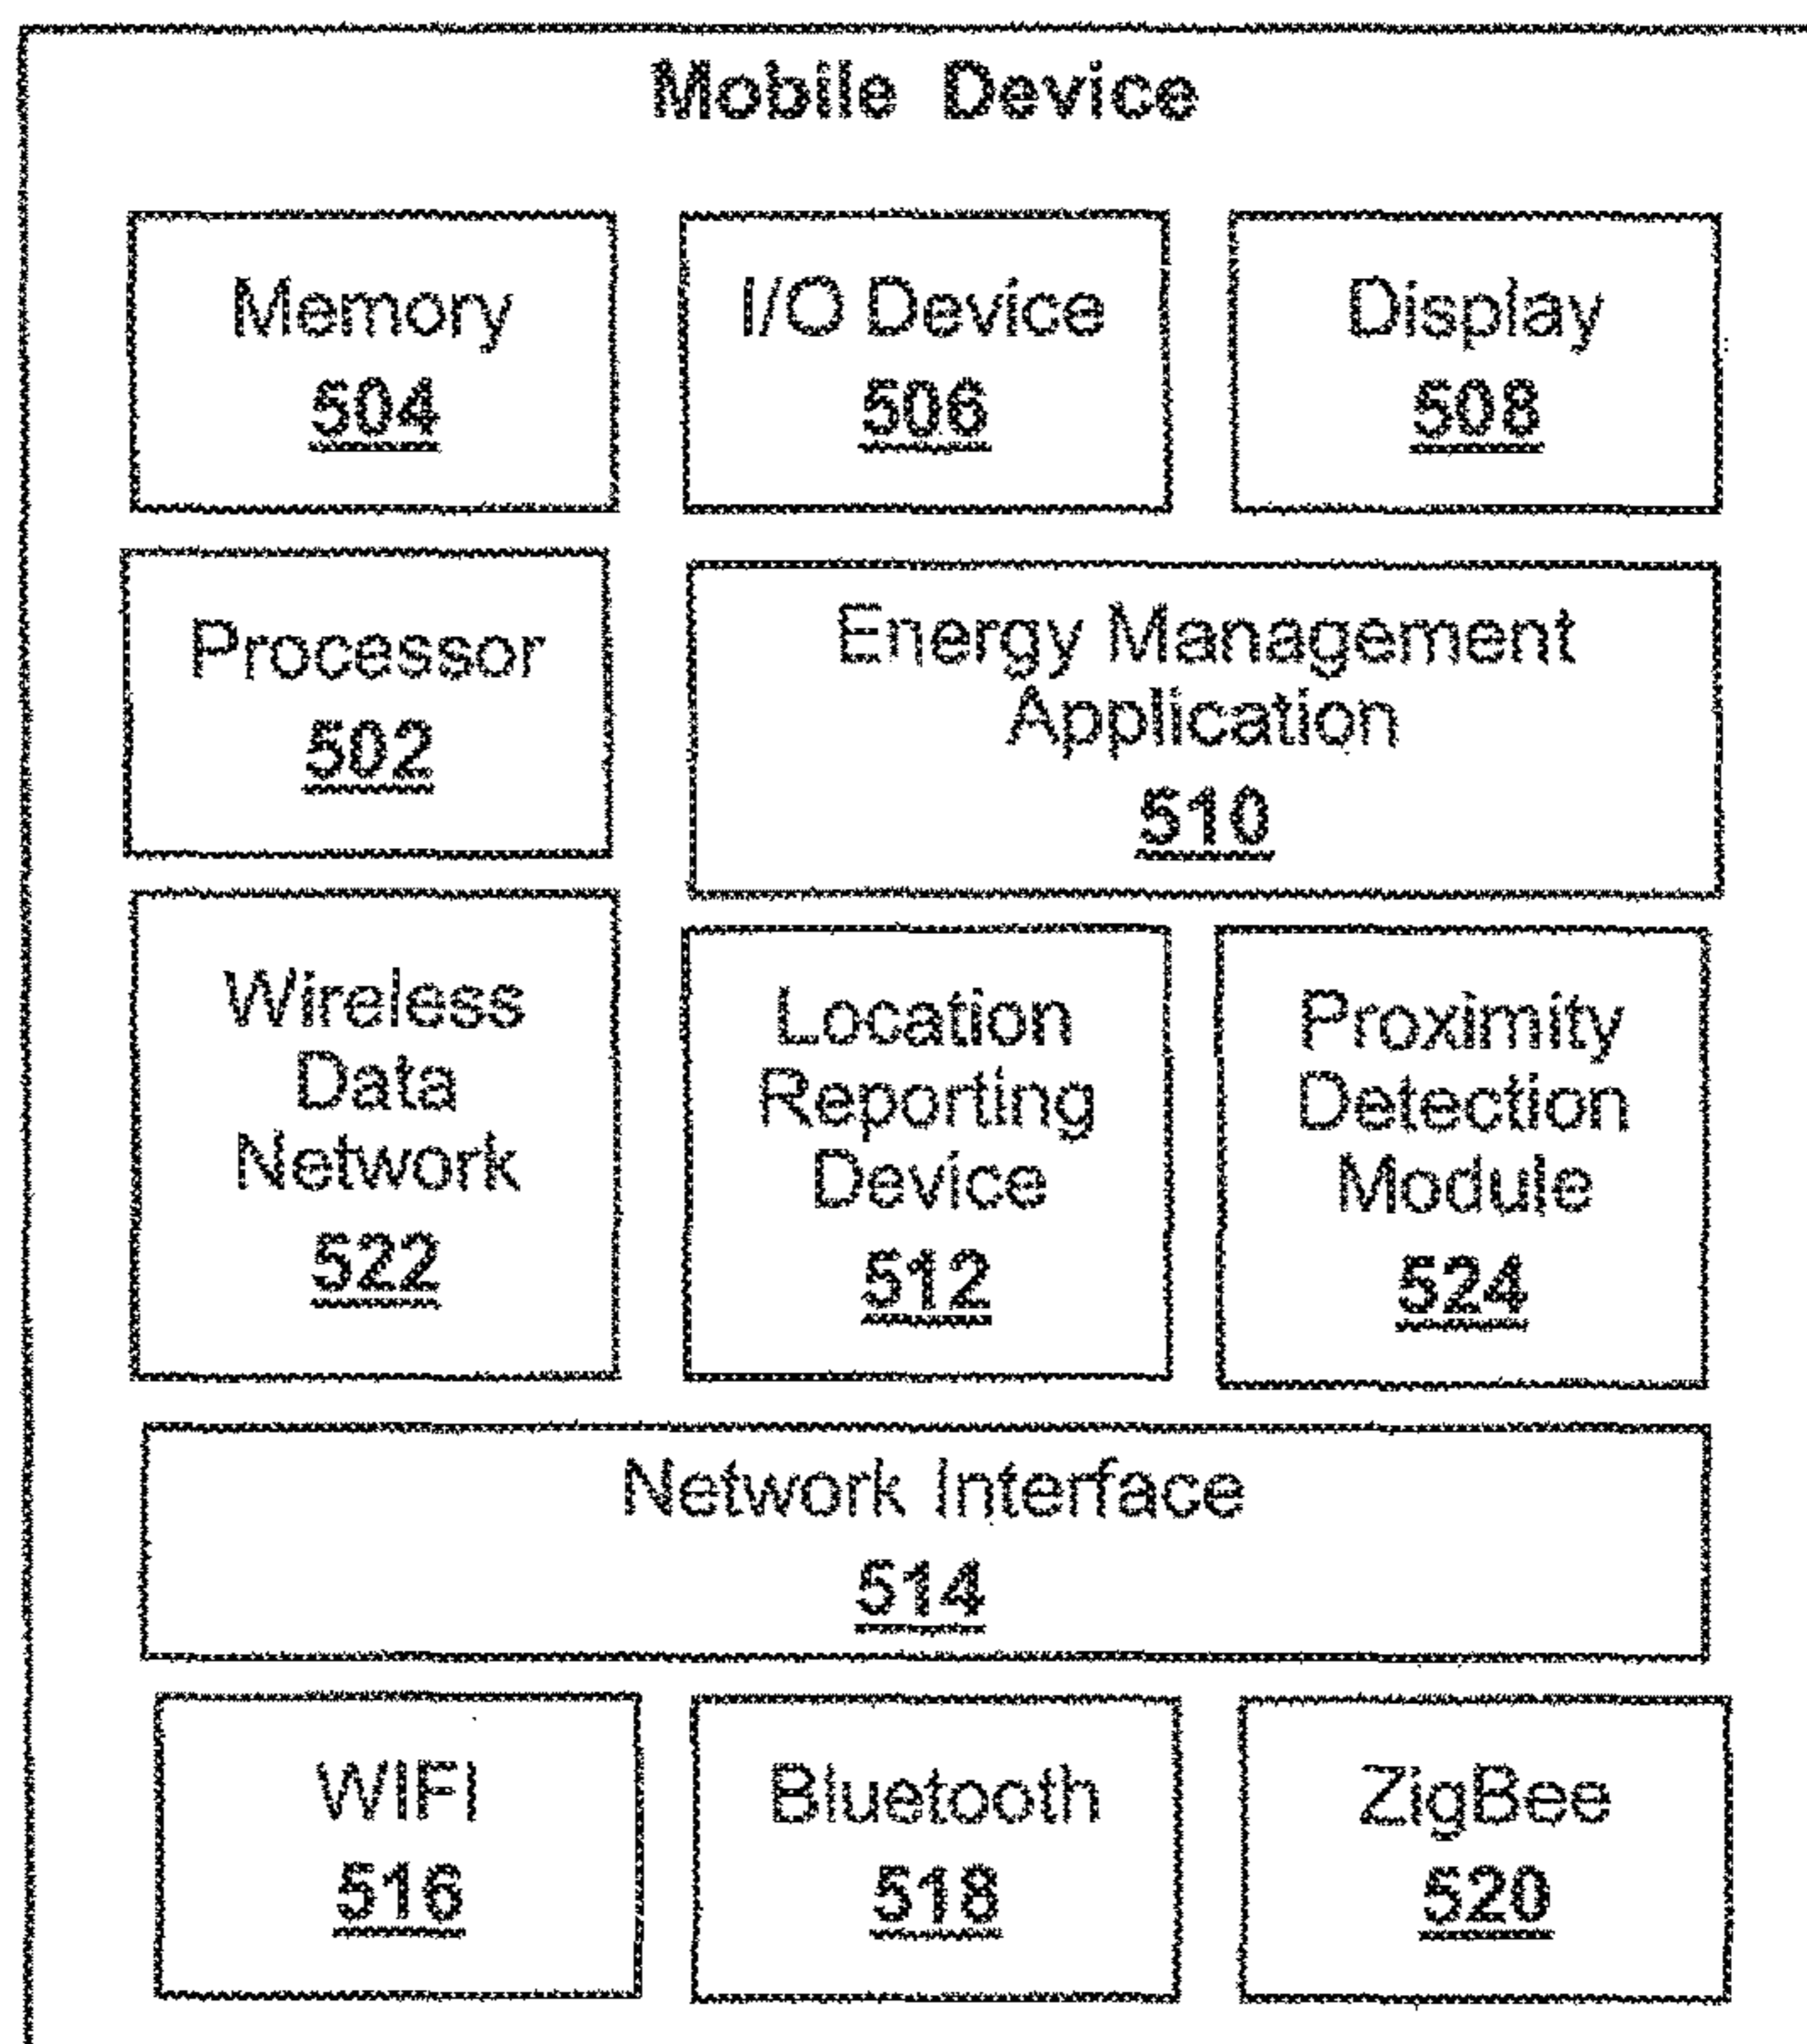 Mobile Device
Memory
504
I/O Device
506
Display
508
Processor
502
Energy Management
Application
510
Wireless
Data
Network
522
Location
Reporting
Device
512
Proximity
Detection
Module
524
Network Interface
514
WIFI
516
Bluetooth
518
ZigBee
520